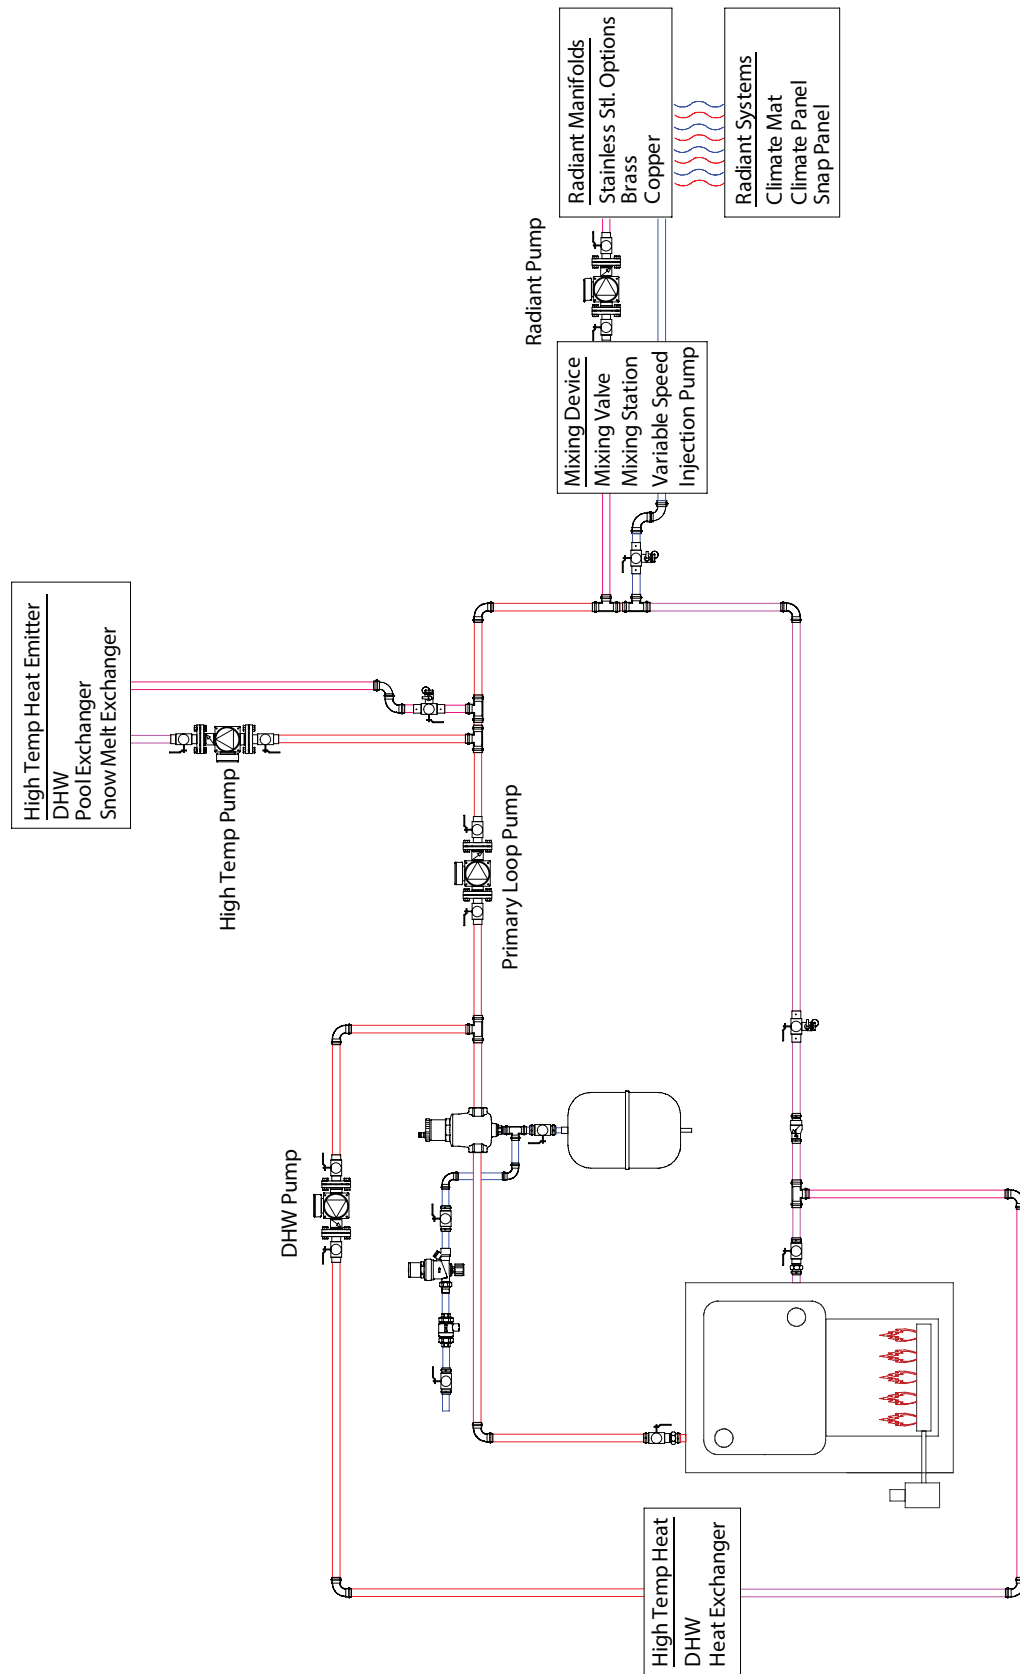 High Temp Heat
DHW
Heat Exchanger
DHW Pump
High Temp Heat Emitter
DHW
Pool Exchanger
Snow Melt Exchanger
High Temp Pump
Primary Loop Pump
Mixing Device
Mixing Valve
Mixing Station
Variable Speed
Injection Pump
Radiant Pump
Radiant Manifolds
Stainless Stl. Options
Brass
Copper
Radiant Systems
Climate Mat
Climate Panel
Snap Panel